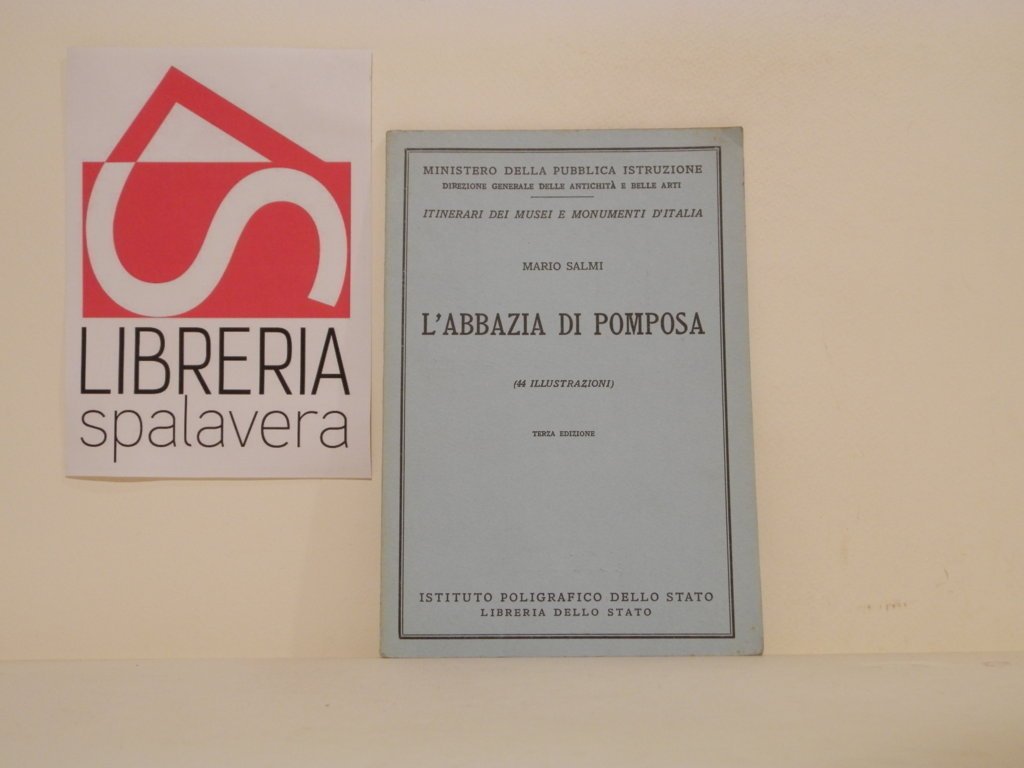 LIBRERIA
spalavera
MINISTERO DELLA PUBBLICA ISTRUZIONE
DIREZIONE GENERALE DELLE ANTICHITÀ E BELLE ARTI
ITINERARI DEI MUSEI E MONUMENTI D'ITALIA
MARIO SALMI
L'ABBAZIA DI POMPOSA
(44 ILLUSTRAZIONI)
TERZA EDIZIONE
ISTITUTO POLIGRAFICO DELLO STATO
LIBRERIA DELLO STATO